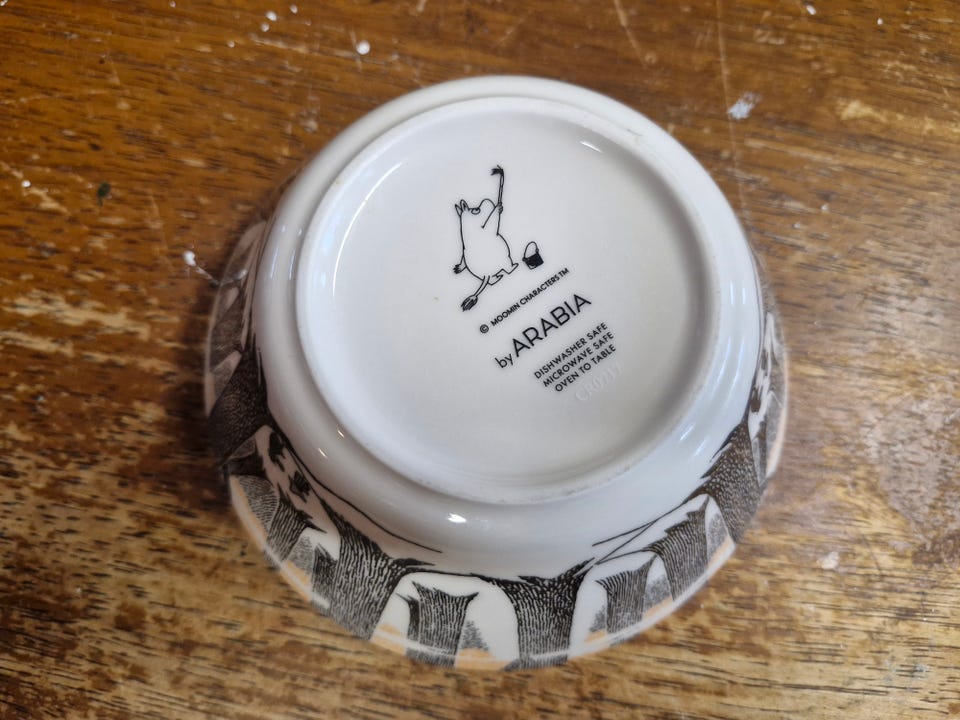 © MOOMIN CHARACTERS™
by ARABIA
DISHWASHER SAFE
MICROWAVE SAFE
OVEN TO TABLE